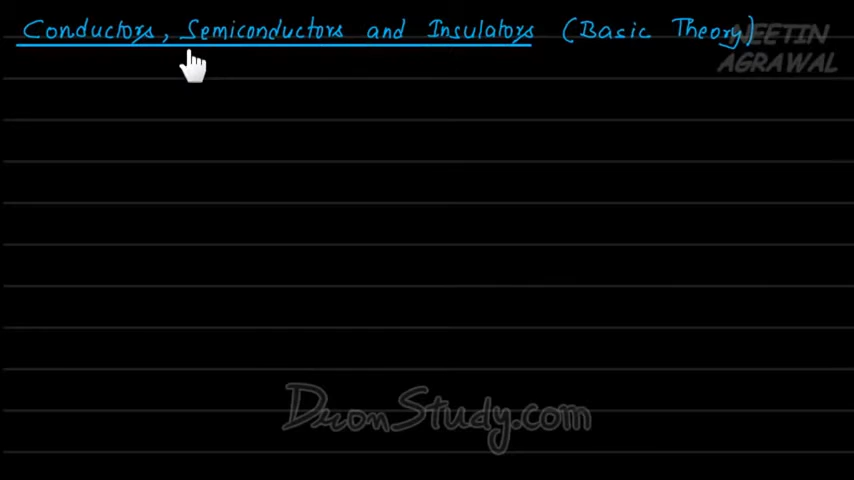 Conductors, Semiconductors and Insulators (Basic Theory)
NEETIN
AGRAWAL
DronStudy.com